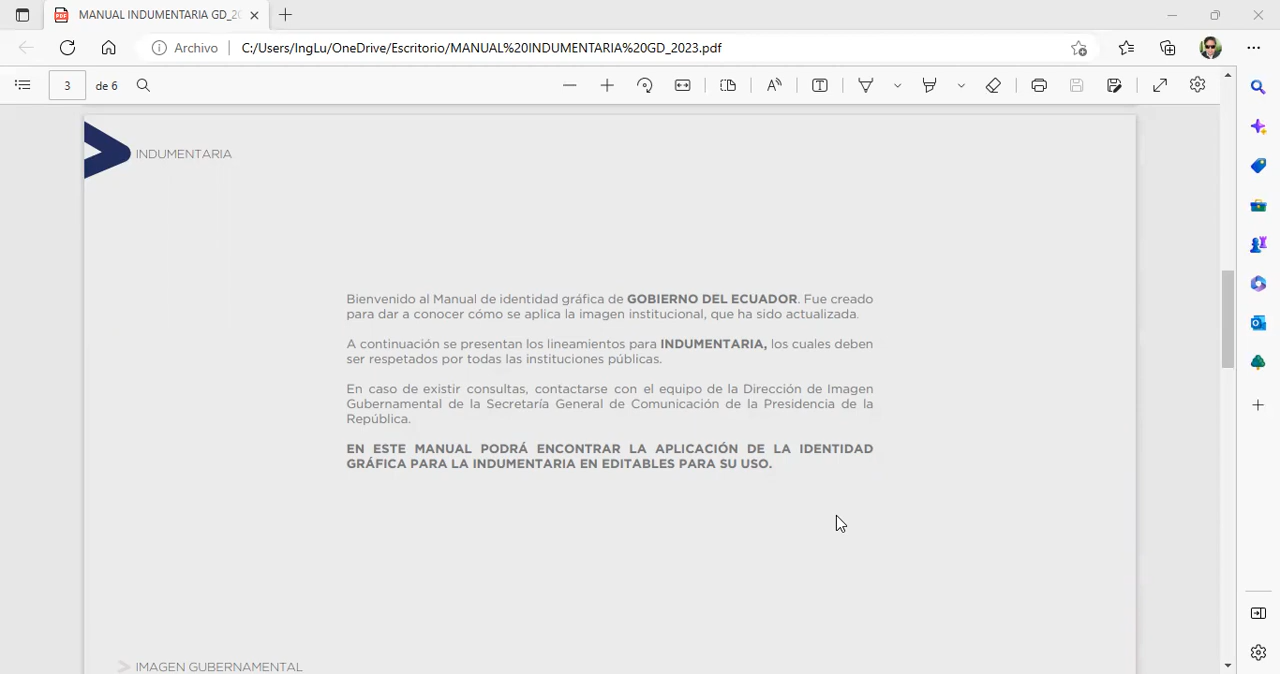 MANUAL INDUMENTARIA GD_20
Archivo
C:/Users/IngLu/OneDrive/Escritorio/MANUAL%20INDUMENTARIA%20GD_2023.pdf
3
de 6
INDUMENTARIA
Bienvenido al Manual de identidad gráfica de GOBIERNO DEL ECUADOR. Fue creado
para dar a conocer cómo se aplica la imagen institucional, que ha sido actualizada.
A continuación se presentan los lineamientos para INDUMENTARIA, los cuales deben
ser respetados por todas las instituciones públicas.
En caso de existir consultas, contactarse con el equipo de la Dirección de Imagen
Gubernamental de la Secretaría General de Comunicación de la Presidencia de la
República.
EN ESTE MANUAL PODRÁ ENCONTRAR LA APLICACIÓN DE LA IDENTIDAD
GRÁFICA PARA LA INDUMENTARIA EN EDITABLES PARA SU USO.
IMAGEN GUBERNAMENTAL